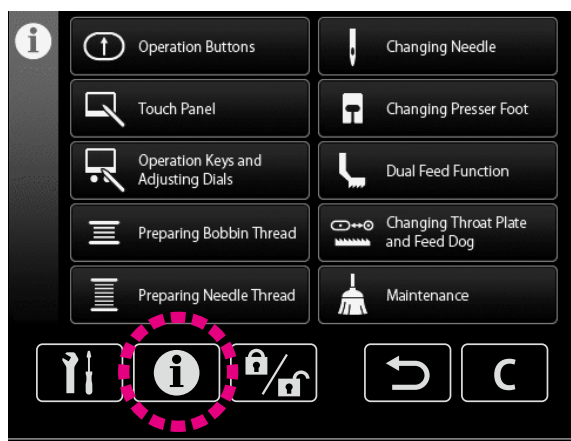 i
Operation Buttons
Changing Needle
Touch Panel
Changing Presser Foot
Operation Keys and
Adjusting Dials
Dual Feed Function
Preparing Bobbin Thread
Changing Throat Plate
and Feed Dog
Preparing Needle Thread
Maintenance
i
C